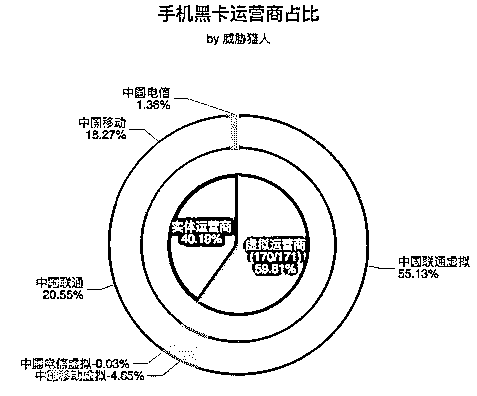 手机黑卡运营商占比
by 威胁猎人
中国电信
1.36%
中国移动
18.27%
实体运营商
40.18%
虚拟运营商
(170/171)
59.81%
中国联通虚拟
55.13%
中国联通
20.55%
中国电信虚拟-0.03%
中国移动虚拟-4.65%